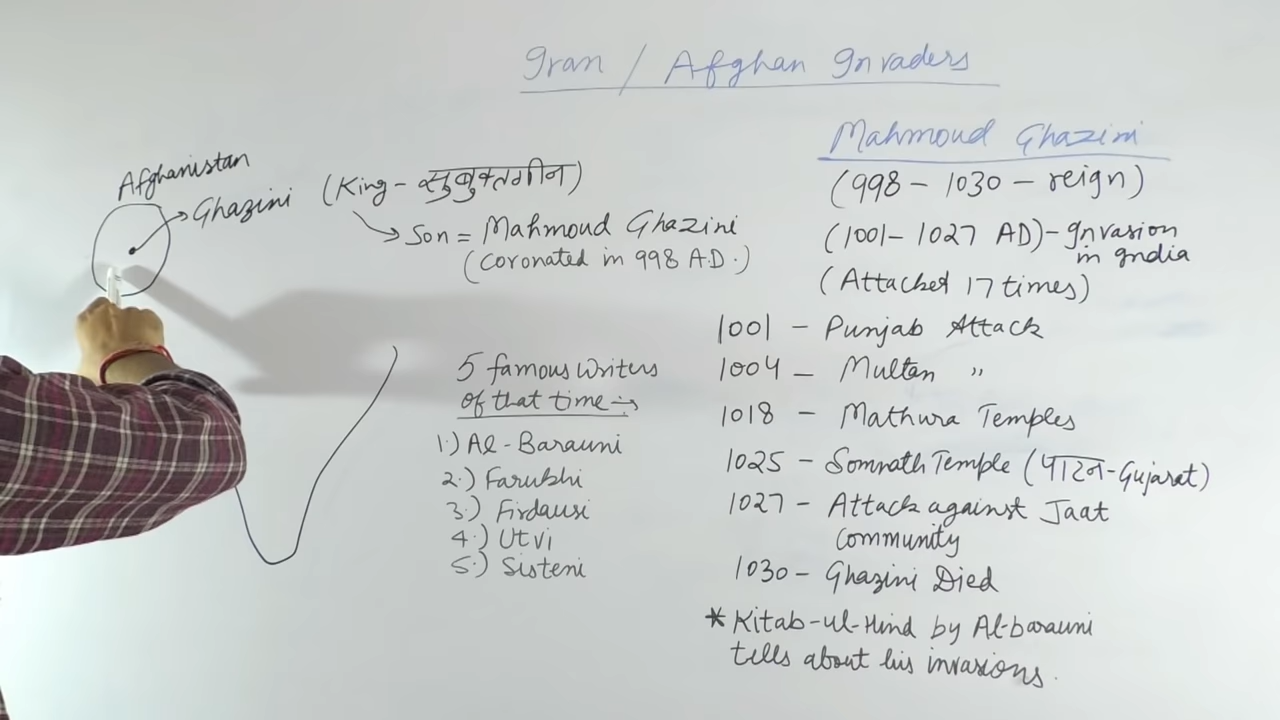 Iran / Afghan Invaders
Afghanistan
Ghazini (King - सुबुक्तगीन)
Son = Mahmoud Ghazini
(Coronated in 998 A.D.)
5 famous writers
of that time →
1.) Al-Barauni
2.) Farukhi
3.) Firdausi
4.) Utvi
5.) Sisteni
Mahmoud Ghazini
(998 - 1030 - reign)
(1001 - 1027 AD) - Invasion
in India
(Attacked 17 times)
1001 - Punjab Attack
1004 - Multan "
1018 - Mathura Temples
1025 - Somnath Temple (पाटन - Gujarat)
1027 - Attack against Jaat
Community
1030 - Ghazini Died
* Kitab-ul-Hind by Al-barauni
tells about his invasions.